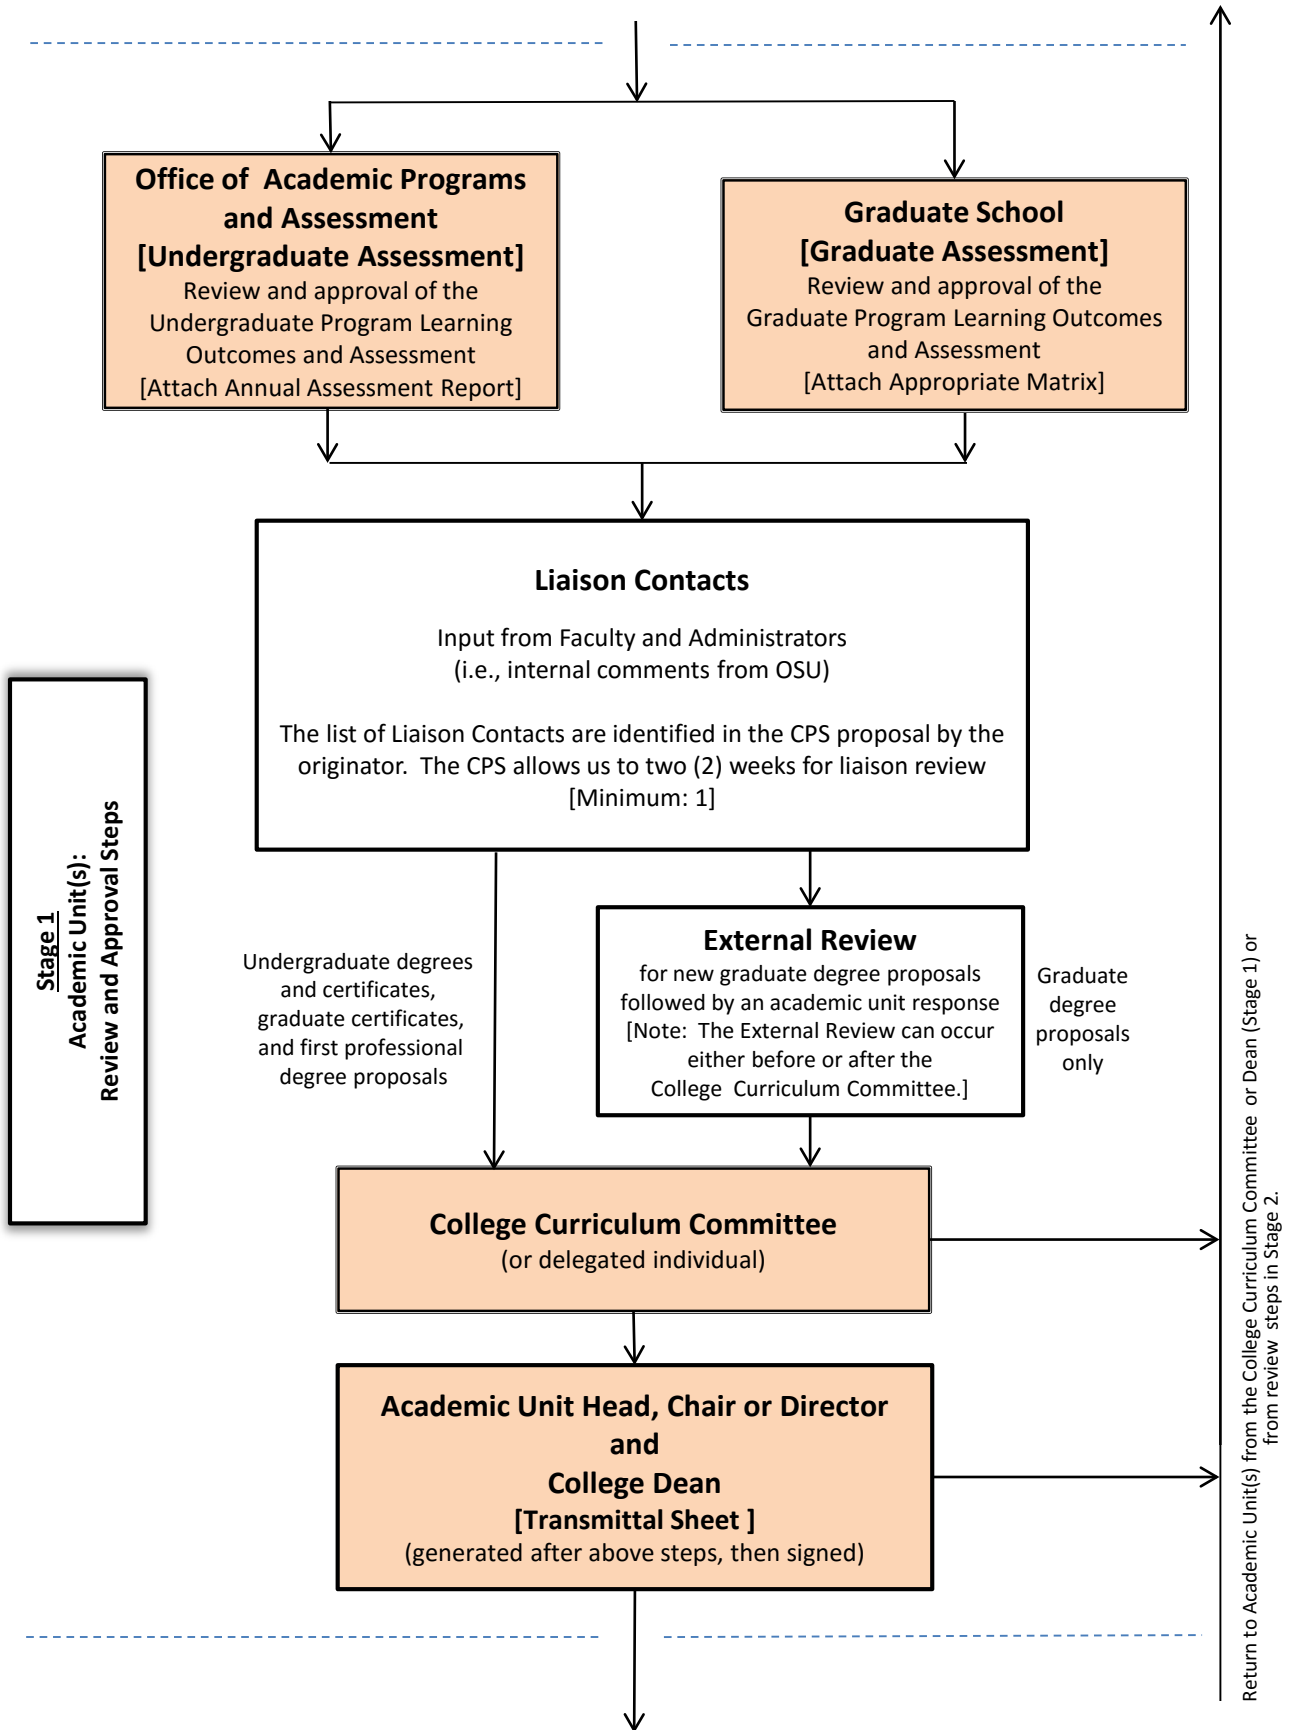 Office of  Academic Programs
and Assessment
[Undergraduate Assessment]
Review and approval of the
Undergraduate Program Learning
Outcomes and Assessment
[Attach Annual Assessment Report]
Graduate School
[Graduate Assessment]
Review and approval of the
Graduate Program Learning Outcomes
and Assessment
[Attach Appropriate Matrix]
Liaison Contacts
Input from Faculty and Administrators
(i.e., internal comments from OSU)
The list of Liaison Contacts are identified in the CPS proposal by the
originator.  The CPS allows us to two (2) weeks for liaison review
[Minimum: 1]
Stage 1
Academic Unit(s):
Review and Approval Steps
Undergraduate degrees
and certificates,
graduate certificates,
and first professional
degree proposals
External Review
for new graduate degree proposals
followed by an academic unit response
[Note:  The External Review can occur
either before or after the
College  Curriculum Committee.]
Graduate
degree
proposals
only
College Curriculum Committee
(or delegated individual)
Academic Unit Head, Chair or Director
and
College Dean
[Transmittal Sheet ]
(generated after above steps, then signed)
Return to Academic Unit(s) from the College Curriculum Committee  or Dean (Stage 1) or
from review  steps in Stage 2.